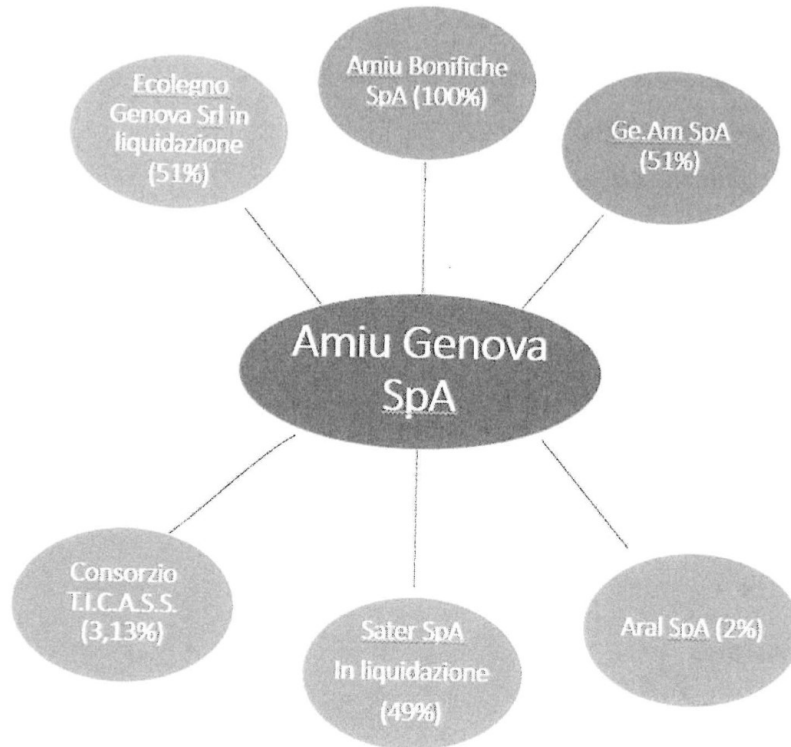 Ecolegno
Genova Srl in
liquidazione
(51%)
Amiu Bonifiche
SpA (100%)
Ge.Am SpA
(51%)
Amiu Genova
SpA
Consorzio
T.I.C.A.S.S.
(3,13%)
Sater SpA
In liquidazione
(49%)
Aral SpA (2%)